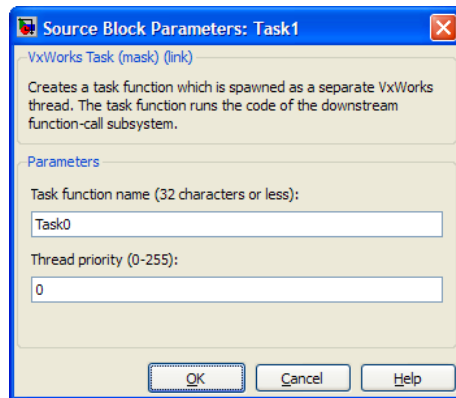 Source Block Parameters: Task1
VxWorks Task (mask) (link)
Creates a task function which is spawned as a separate VxWorks
thread. The task function runs the code of the downstream
function-call subsystem.
Parameters
Task function name (32 characters or less):
Task0
Thread priority (0-255):
0
OK Cancel Help